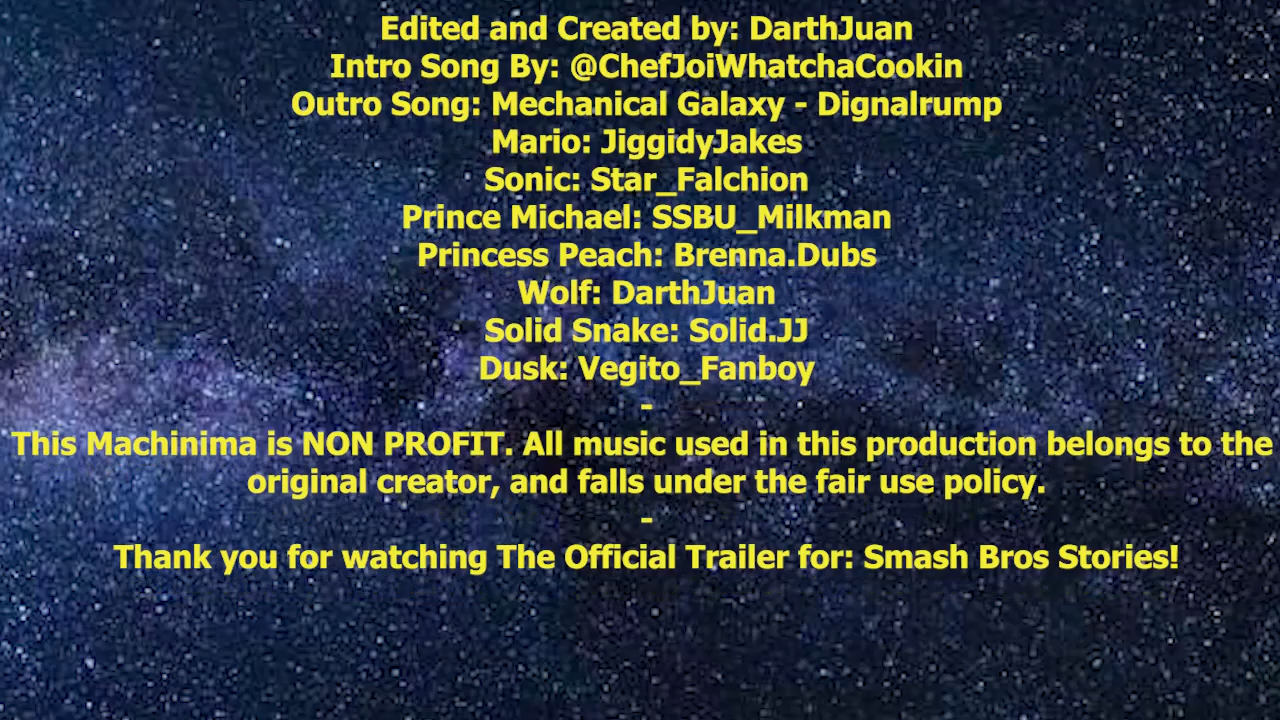 Edited and Created by: DarthJuan
Intro Song By: @ChefJoiWhatchaCookin
Outro Song: Mechanical Galaxy - Dignalrump
Mario: JiggidyJakes
Sonic: Star_Falchion
Prince Michael: SSBU_Milkman
Princess Peach: Brenna.Dubs
Wolf: DarthJuan
Solid Snake: Solid.JJ
Dusk: Vegito_Fanboy
-
This Machinima is NON PROFIT. All music used in this production belongs to the
original creator, and falls under the fair use policy.
-
Thank you for watching The Official Trailer for: Smash Bros Stories!